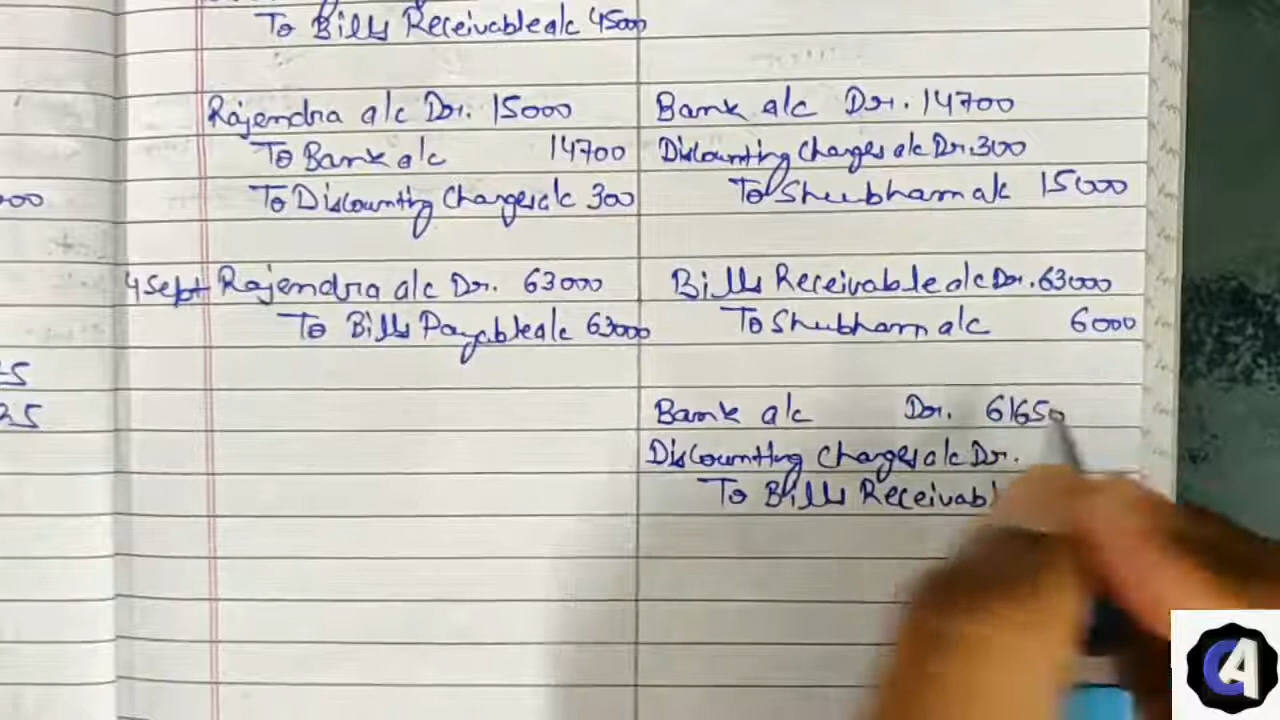 To Bills Receivable a/c 45000
Rajendra a/c Dr. 15000
To Bank a/c 14700
To Discounting Charges a/c 300
4 Sept Rajendra a/c Dr. 63000
To Bills Payable a/c 63000
Bank a/c Dr. 14700
Discounting Charges a/c Dr. 300
To Shubham a/c 15000
Bills Receivable a/c Dr. 63000
To Shubham a/c 6000
Bank a/c Dr. 61650
Discounting Charges a/c Dr.
To Bills
CA